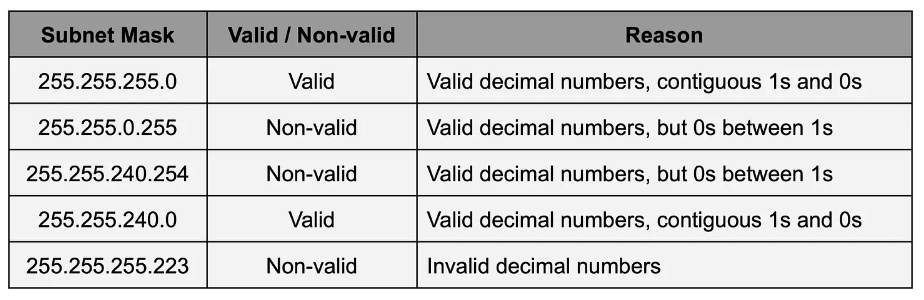 Subnet Mask Valid / Non-valid Reason
255.255.255.0 Valid Valid decimal numbers, contiguous 1s and 0s
255.255.0.255 Non-valid Valid decimal numbers, but 0s between 1s
255.255.240.254 Non-valid Valid decimal numbers, but 0s between 1s
255.255.240.0 Valid Valid decimal numbers, contiguous 1s and 0s
255.255.255.223 Non-valid Invalid decimal numbers